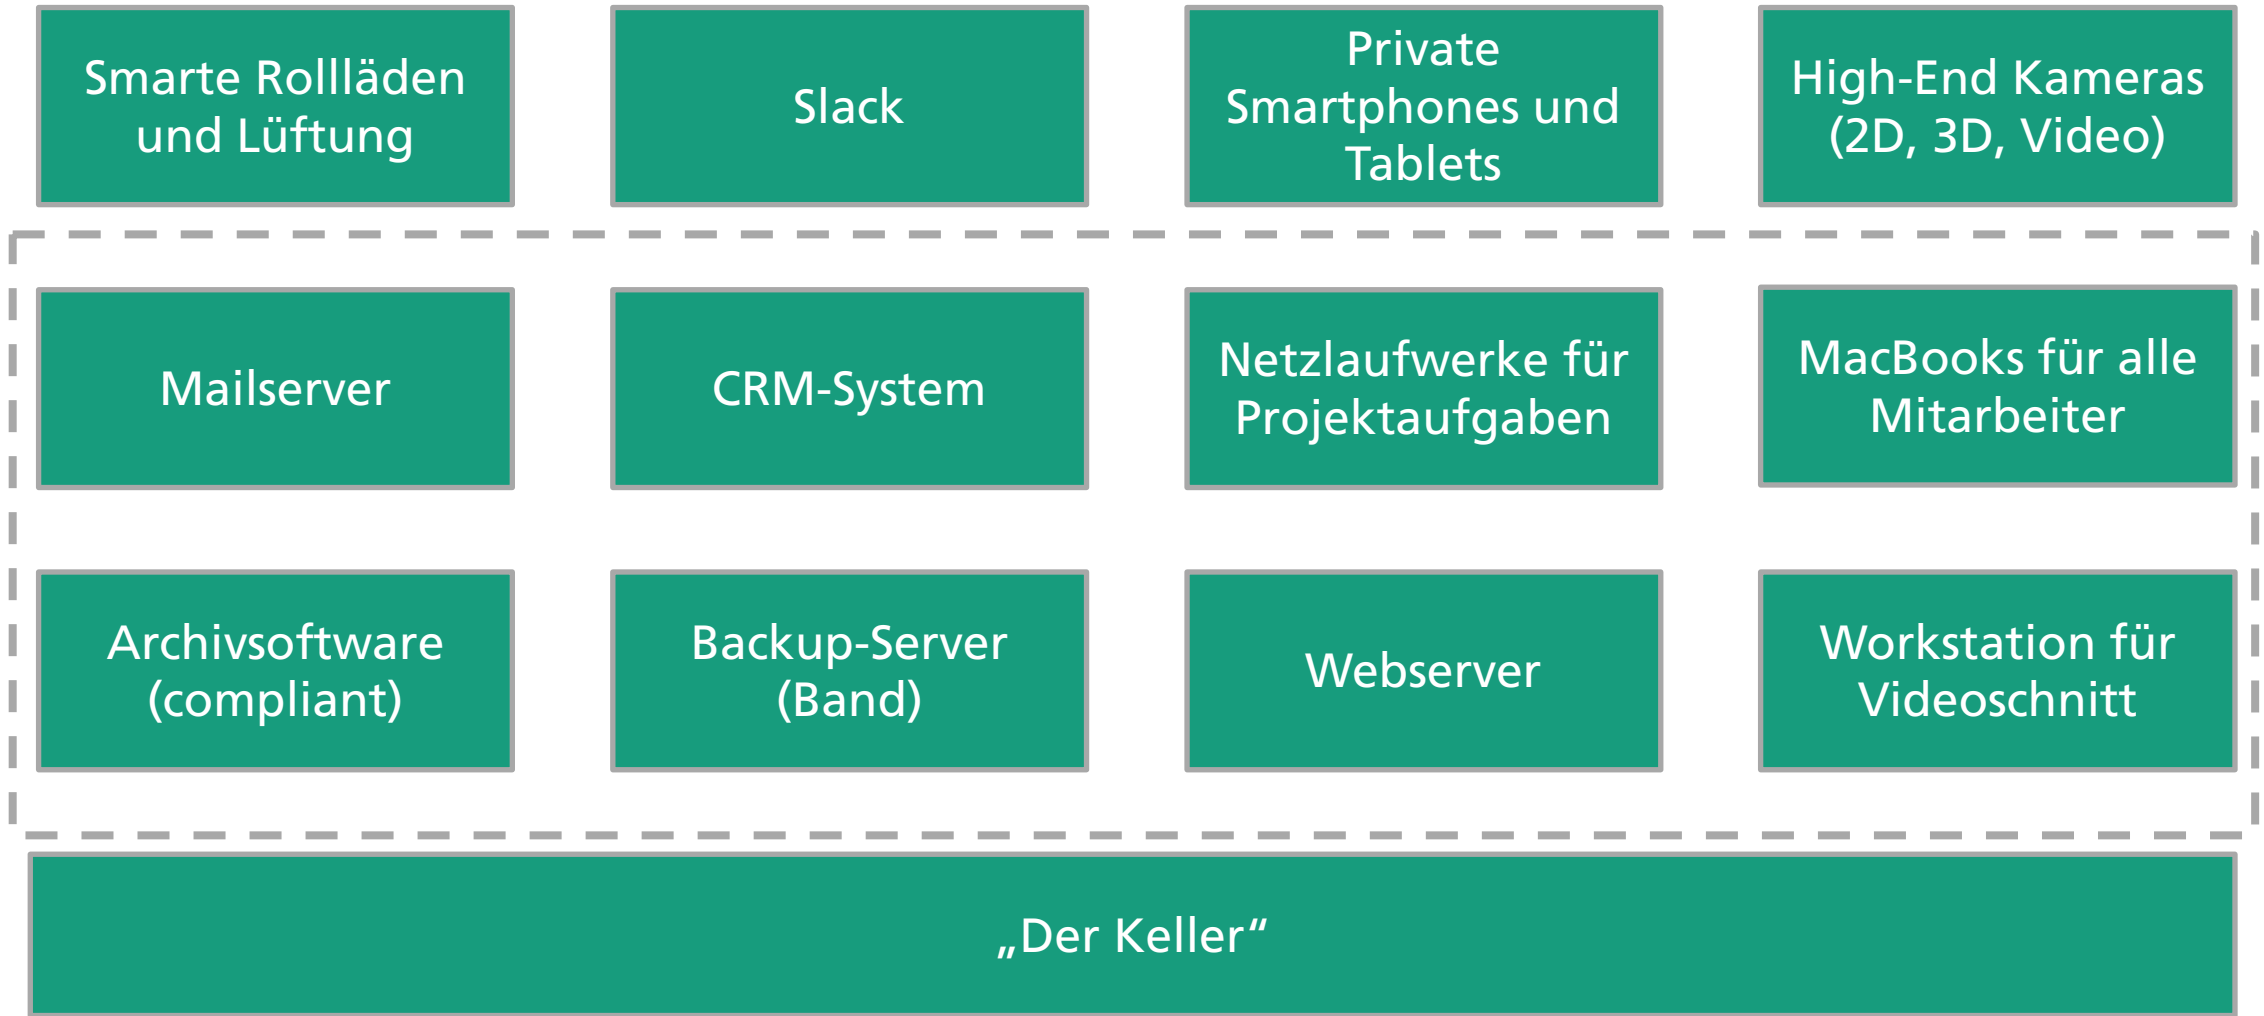 Smarte Rollläden
und Lüftung
Slack
Private
Smartphones und
Tablets
High-End Kameras
(2D, 3D, Video)
Mailserver
CRM-System
Netzlaufwerke für
Projektaufgaben
MacBooks für alle
Mitarbeiter
Archivsoftware
(compliant)
Backup-Server
(Band)
Webserver
Workstation für
Videoschnitt
„Der Keller“